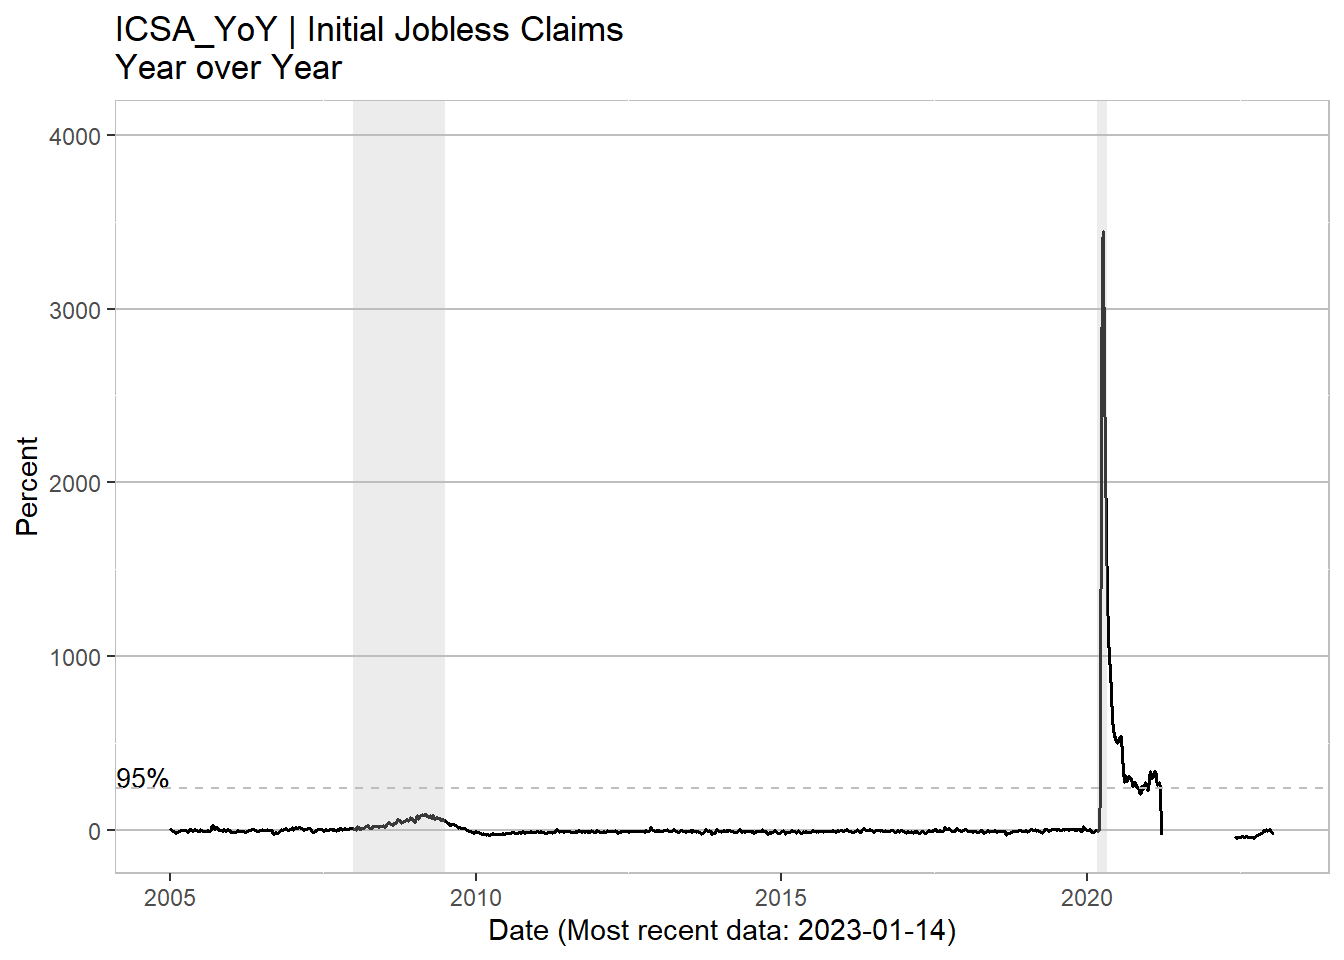 ICSA_YoY | Initial Jobless Claims
Year over Year
4000
3000
2000
1000
0
95%
Percent
2005
2010
2015
2020
Date (Most recent data: 2023-01-14)